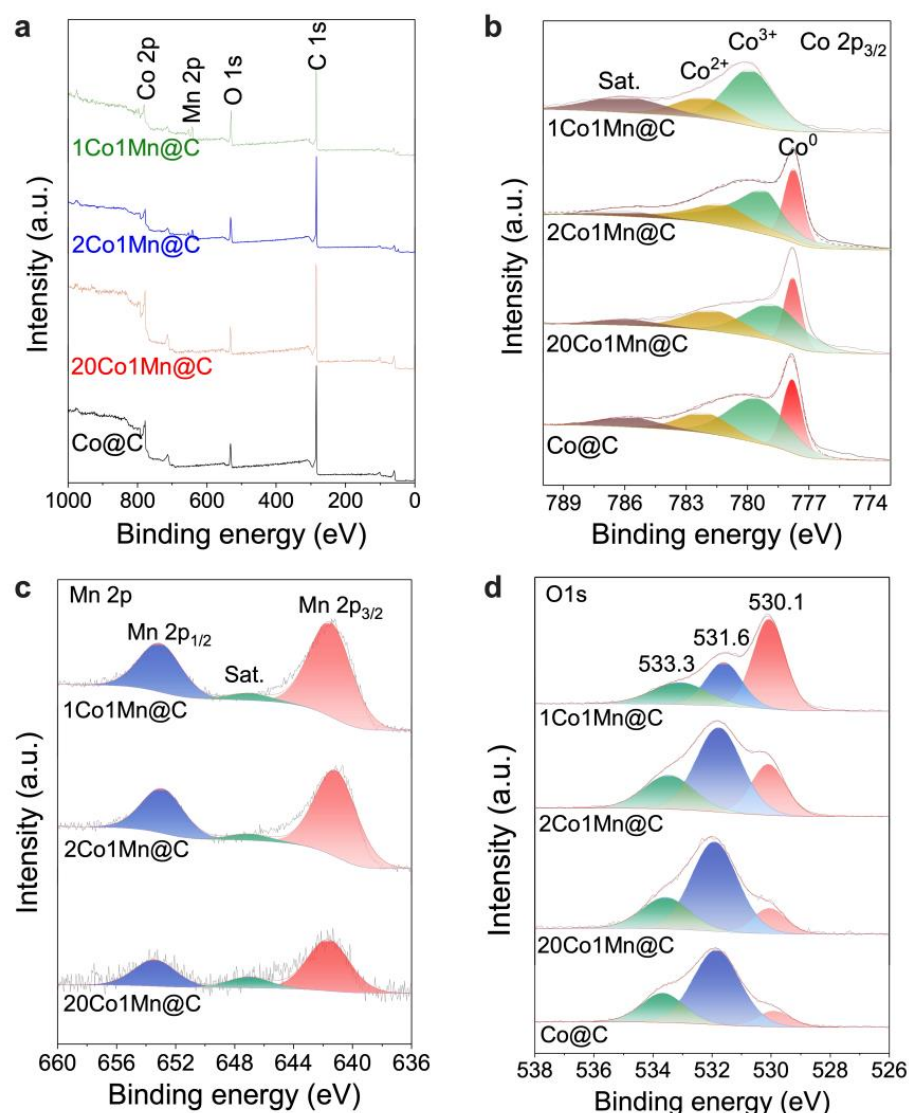 a
Co 2p
Mn 2p
O 1s
C 1s
1Co1Mn@C
2Co1Mn@C
20Co1Mn@C
Co@C
Intensity (a.u.)
1000 800 600 400 200 0
Binding energy (eV)
b
Co³⁺ Co 2p₃/₂
Sat. Co²⁺
1Co1Mn@C
Co⁰
2Co1Mn@C
20Co1Mn@C
Co@C
Intensity (a.u.)
789 786 783 780 777 774
Binding energy (eV)
c
Mn 2p
Mn 2p₃/₂
Mn 2p₁/₂
Sat.
1Co1Mn@C
2Co1Mn@C
20Co1Mn@C
Intensity (a.u.)
660 656 652 648 644 640 636
Binding energy (eV)
d
O1s
530.1
531.6
533.3
1Co1Mn@C
2Co1Mn@C
20Co1Mn@C
Co@C
Intensity (a.u.)
538 536 534 532 530 528 526
Binding energy (eV)